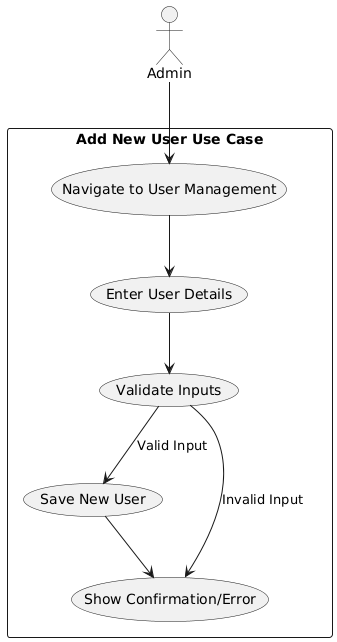 Admin
Add New User Use Case
Navigate to User Management
Enter User Details
Validate Inputs
Valid Input
Save New User
Invalid Input
Show Confirmation/Error